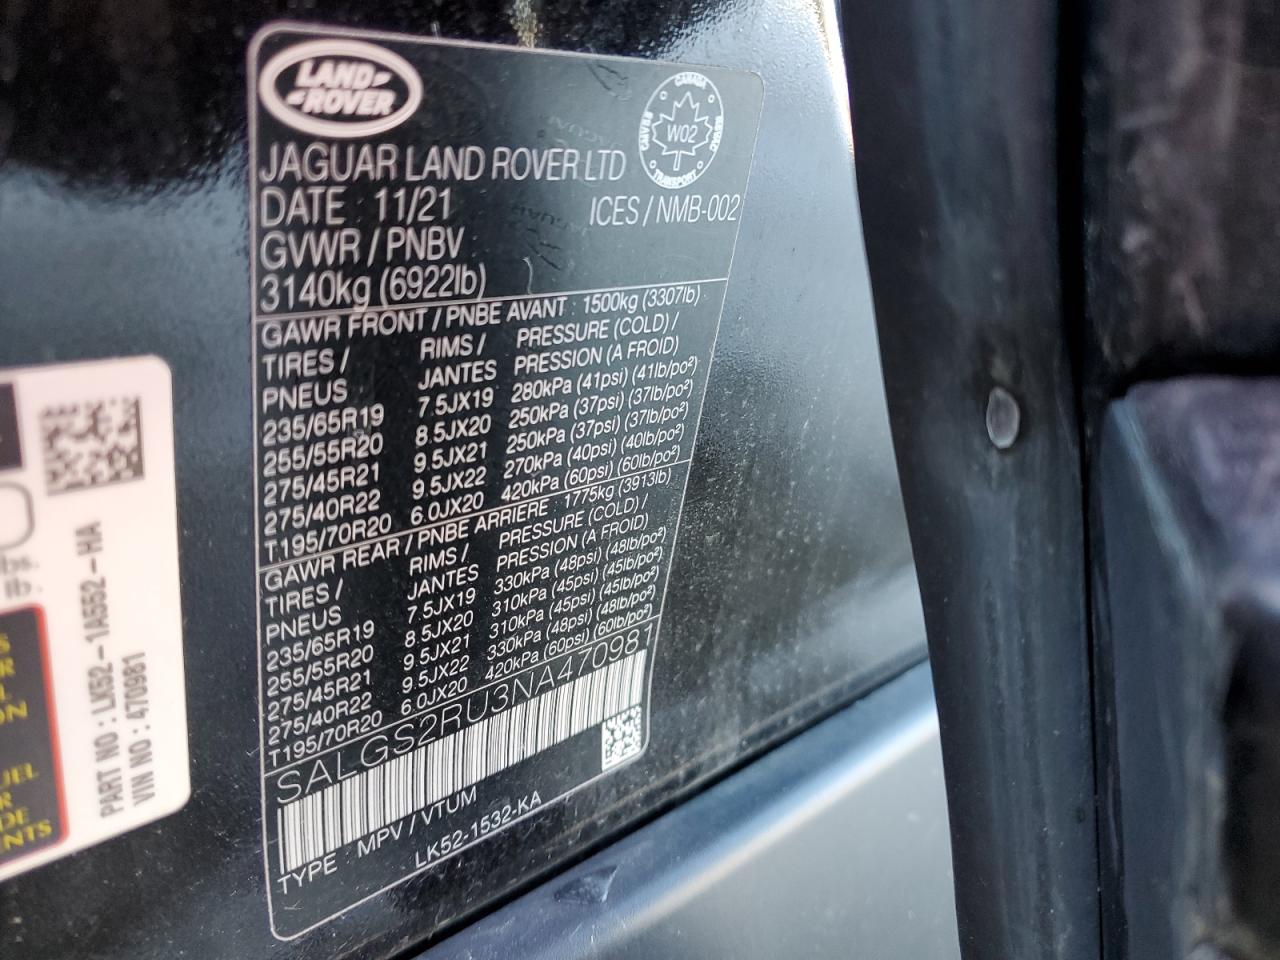 LAND-
-ROVER
CANADA
TRANSPORT
W02
JAGUAR LAND ROVER LTD
DATE : 11/21
ICES / NMB-002
GVWR / PNBV
3140kg (6922lb)
GAWR FRONT / PNBE AVANT : 1500kg (3307lb)
TIRES / RIMS / PRESSURE (COLD) /
PNEUS JANTES PRESSION (A FROID)
235/65R19 7.5JX19 280kPa (41psi) (41lb/po²)
255/55R20 8.5JX20 250kPa (37psi) (37lb/po²)
275/45R21 9.5JX21 250kPa (37psi) (37lb/po²)
275/40R22 9.5JX22 270kPa (40psi) (40lb/po²)
T195/70R20 6.0JX20 420kPa (60psi) (60lb/po²)
GAWR REAR / PNBE ARRIERE : 1775kg (3913lb)
TIRES / RIMS / PRESSURE (COLD) /
PNEUS JANTES PRESSION (A FROID)
235/65R19 7.5JX19 330kPa (48psi) (48lb/po²)
255/55R20 8.5JX20 310kPa (45psi) (45lb/po²)
275/45R21 9.5JX21 310kPa (45psi) (45lb/po²)
275/40R22 9.5JX22 330kPa (48psi) (48lb/po²)
T195/70R20 6.0JX20 420kPa (60psi) (60lb/po²)
SALGS2RU3NA470981
TYPE : MPV / VTUM
LK52-1532-KA
PART NO : LK52-1A552-HA
VIN NO : 470981
lb.